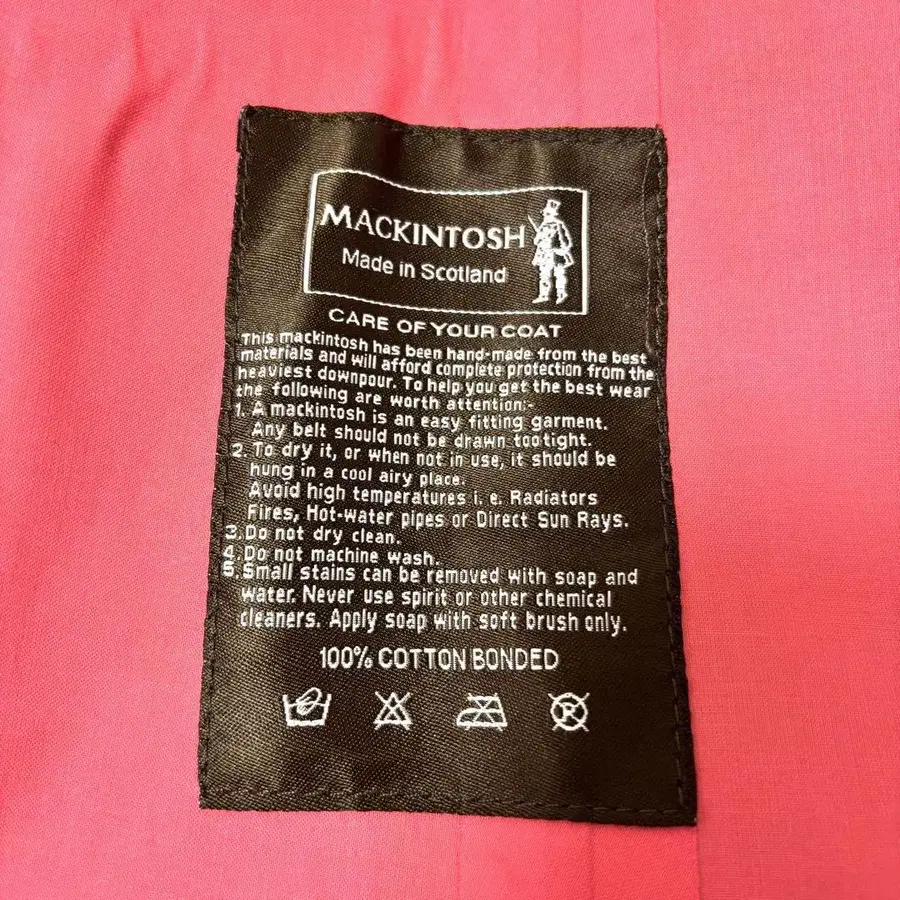 MACKINTOSH
Made in Scotland
CARE OF YOUR COAT
This mackintosh has been hand-made from the best
materials and will afford complete protection from the
heaviest downpour. To help you get the best wear
the following are worth attention:-
1. A mackintosh is an easy fitting garment.
Any belt should not be drawn too tight.
2. To dry it, or when not in use, it should be
hung in a cool airy place.
Avoid high temperatures i. e. Radiators
Fires, Hot-water pipes or Direct Sun Rays.
3. Do not dry clean.
4. Do not machine wash.
5. Small stains can be removed with soap and
water. Never use spirit or other chemical
cleaners. Apply soap with soft brush only.
100% COTTON BONDED
P